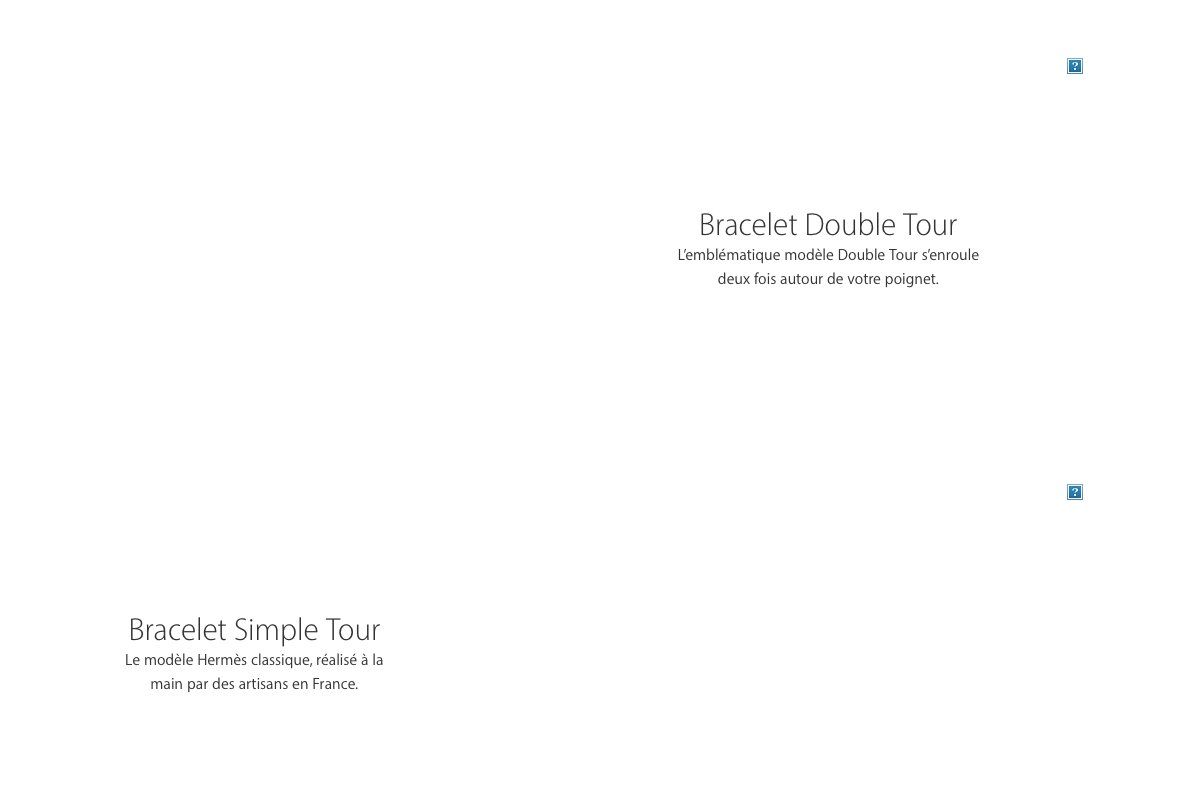 Bracelet Double Tour
L’emblématique modèle Double Tour s’enroule
deux fois autour de votre poignet.
Bracelet Simple Tour
Le modèle Hermès classique, réalisé à la
main par des artisans en France.